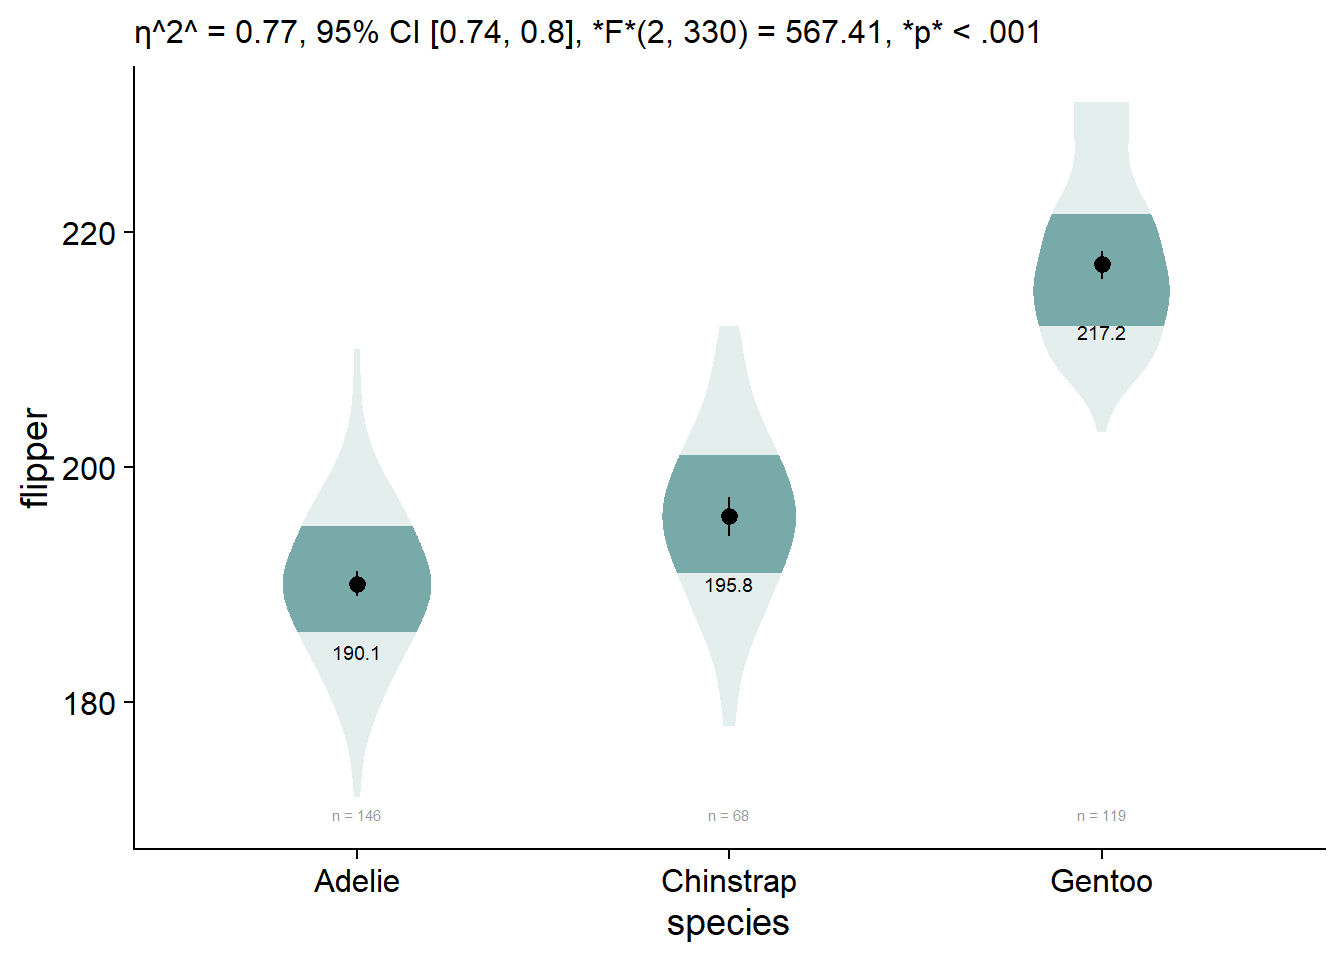 η^2^ = 0.77, 95% CI [0.74, 0.8], *F*(2, 330) = 567.41, *p* < .001
flipper
220
200
180
217.2
195.8
190.1
n = 146
n = 68
n = 119
Adelie
Chinstrap
Gentoo
species